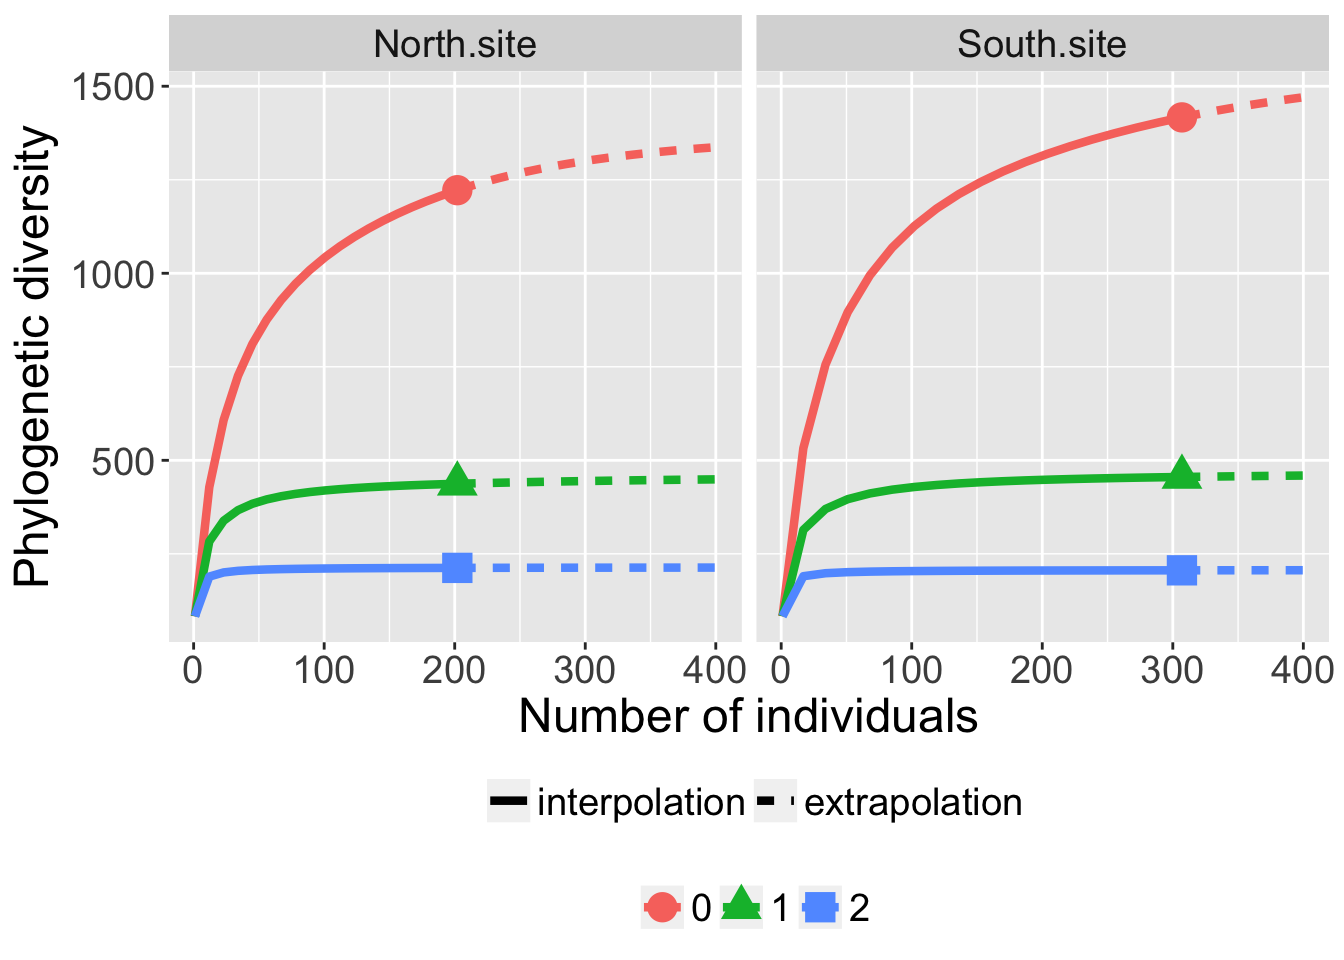 North.site South.site
1500
1000
500
Phylogenetic diversity
0 100 200 300 400 0 100 200 300 400
Number of individuals
interpolation extrapolation
0 1 2